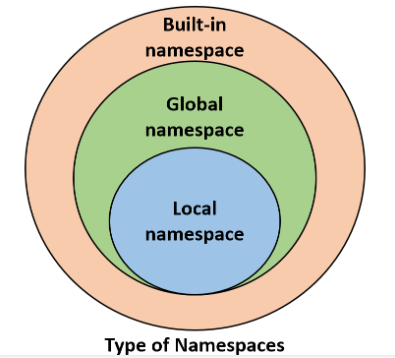 Built-in
namespace
Global
namespace
Local
namespace
Type of Namespaces